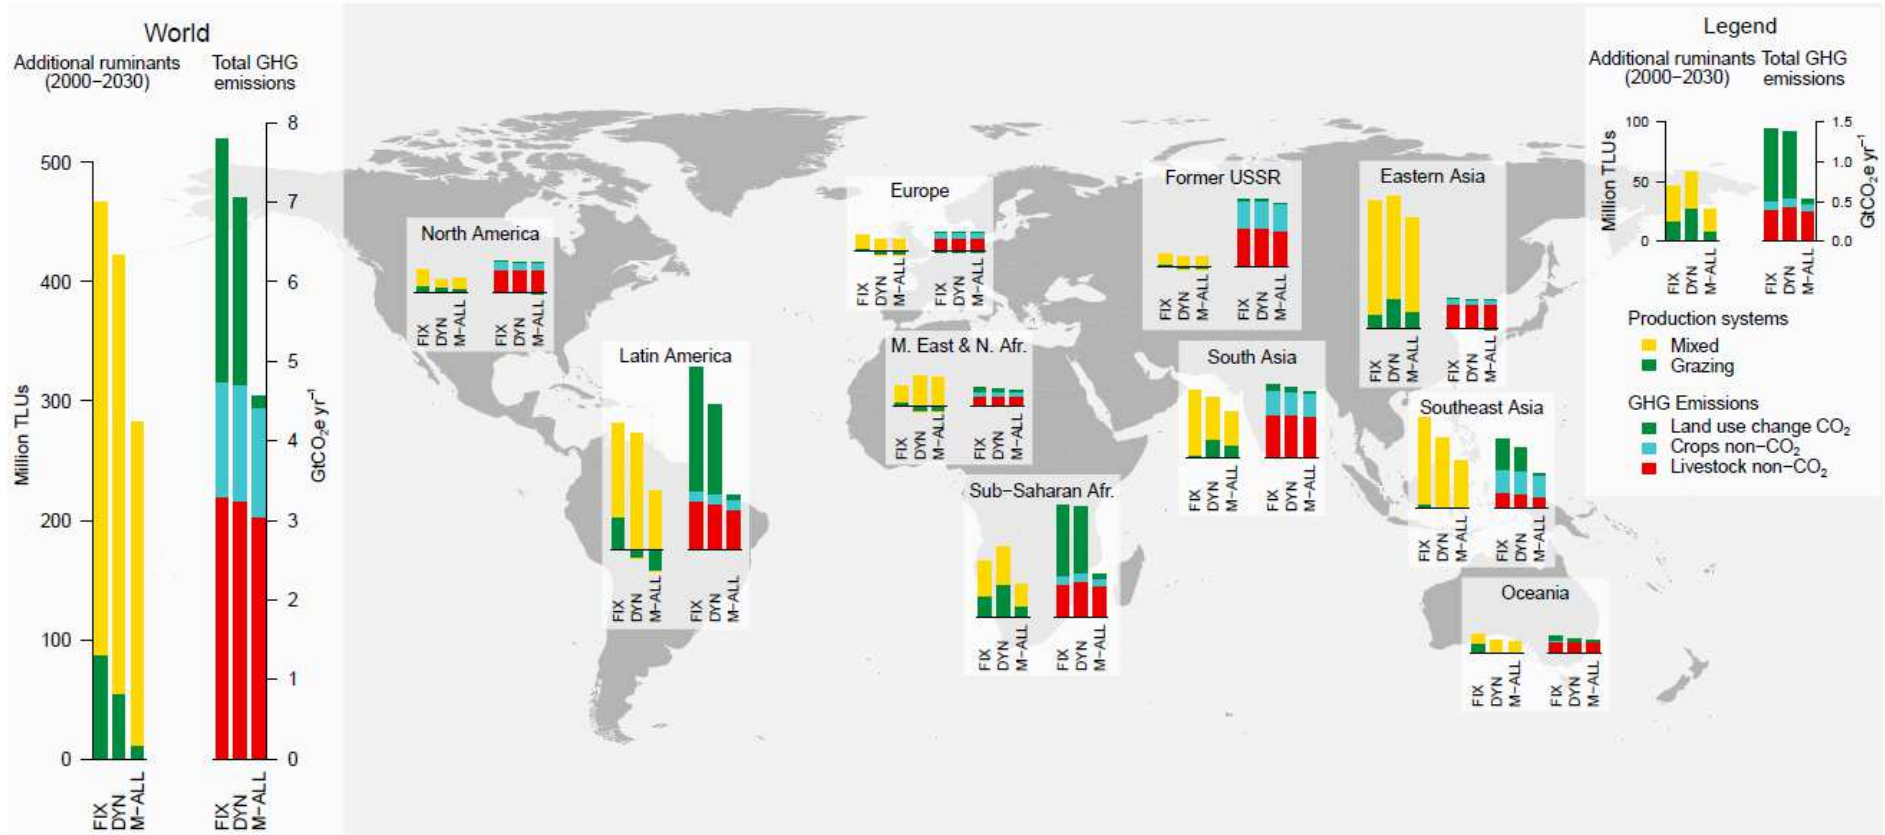 World
Additional ruminants
(2000−2030)
Total GHG
emissions
500
400
300
200
100
0
Million TLUs
8
7
6
5
4
3
2
1
0
GtCO₂e yr⁻¹
FIX
DYN
M−ALL
FIX
DYN
M−ALL
North America
FIX
DYN
M−ALL
FIX
DYN
M−ALL
Latin America
FIX
DYN
M−ALL
FIX
DYN
M−ALL
Europe
FIX
DYN
M−ALL
FIX
DYN
M−ALL
M. East & N. Afr.
FIX
DYN
M−ALL
FIX
DYN
M−ALL
Sub−Saharan Afr.
FIX
DYN
M−ALL
FIX
DYN
M−ALL
Former USSR
FIX
DYN
M−ALL
FIX
DYN
M−ALL
South Asia
FIX
DYN
M−ALL
FIX
DYN
M−ALL
Eastern Asia
FIX
DYN
M−ALL
FIX
DYN
M−ALL
Southeast Asia
FIX
DYN
M−ALL
FIX
DYN
M−ALL
Oceania
FIX
DYN
M−ALL
FIX
DYN
M−ALL
Legend
Additional ruminants
(2000−2030)
Total GHG
emissions
100
50
0
Million TLUs
1.5
1.0
0.5
0.0
GtCO₂e yr⁻¹
FIX
DYN
M−ALL
FIX
DYN
M−ALL
Production systems
Mixed
Grazing
GHG Emissions
Land use change CO₂
Crops non−CO₂
Livestock non−CO₂